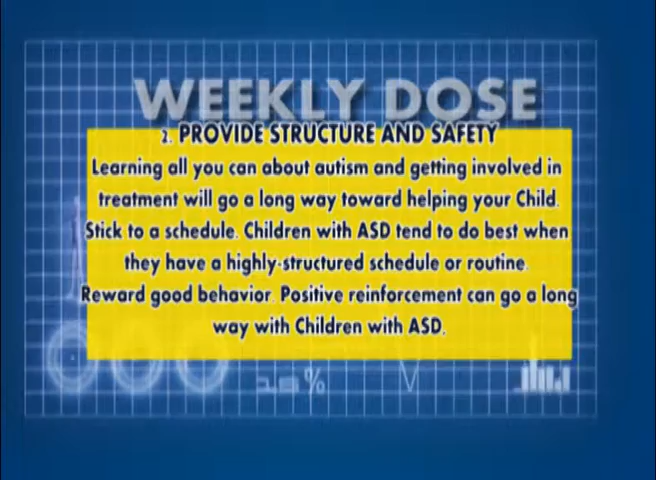 WEEKLY DOSE
2. PROVIDE STRUCTURE AND SAFETY
Learning all you can about autism and getting involved in
treatment will go a long way toward helping your Child.
Stick to a schedule. Children with ASD tend to do best when
they have a highly-structured schedule or routine.
Reward good behavior. Positive reinforcement can go a long
way with Children with ASD.